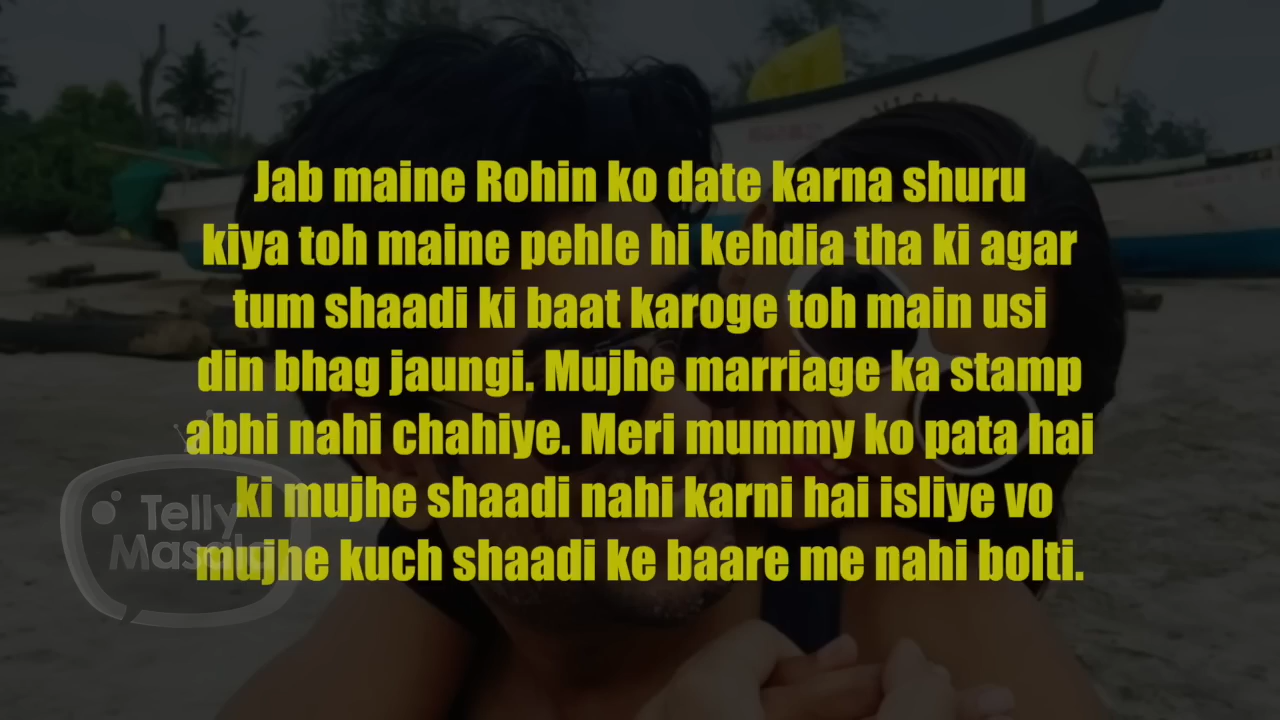 Jab maine Rohin ko date karna shuru
kiya toh maine pehle hi kehdia tha ki agar
tum shaadi ki baat karoge toh main usi
din bhag jaungi. Mujhe marriage ka stamp
abhi nahi chahiye. Meri mummy ko pata hai
ki mujhe shaadi nahi karni hai isliye vo
mujhe kuch shaadi ke baare me nahi bolti.
Telly
Masala